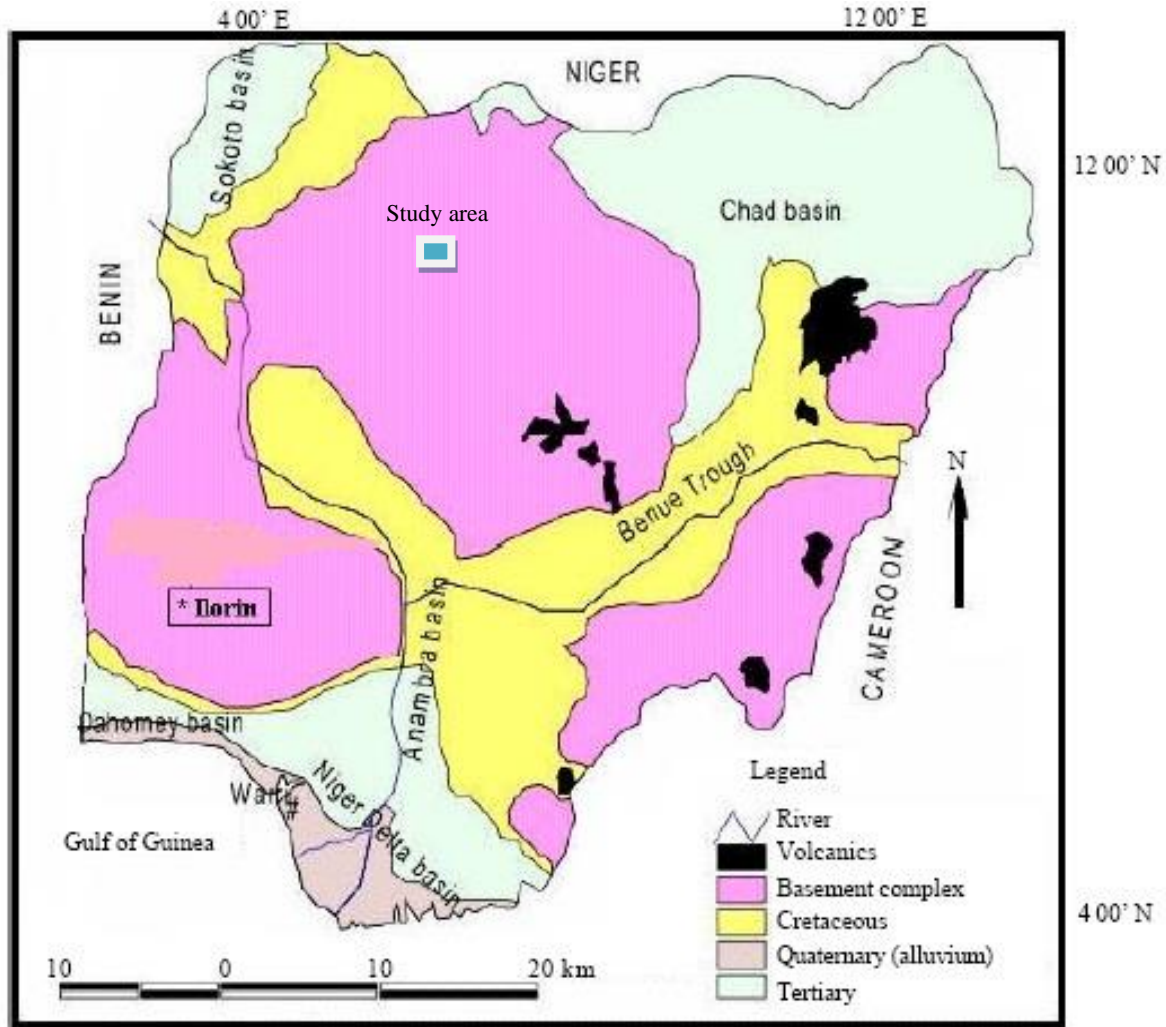 4 00' E
12 00' E
NIGER
Sokoto basin
12 00' N
Study area
Chad basin
BENIN
Benue Trough
N
* Ilorin
CAMEROON
Anambra basin
Dahomey basin
Niger Delta basin
Warri
Gulf of Guinea
Legend
River
Volcanics
Basement complex
Cretaceous
Quaternary (alluvium)
Tertiary
4 00' N
10 0 10 20 km